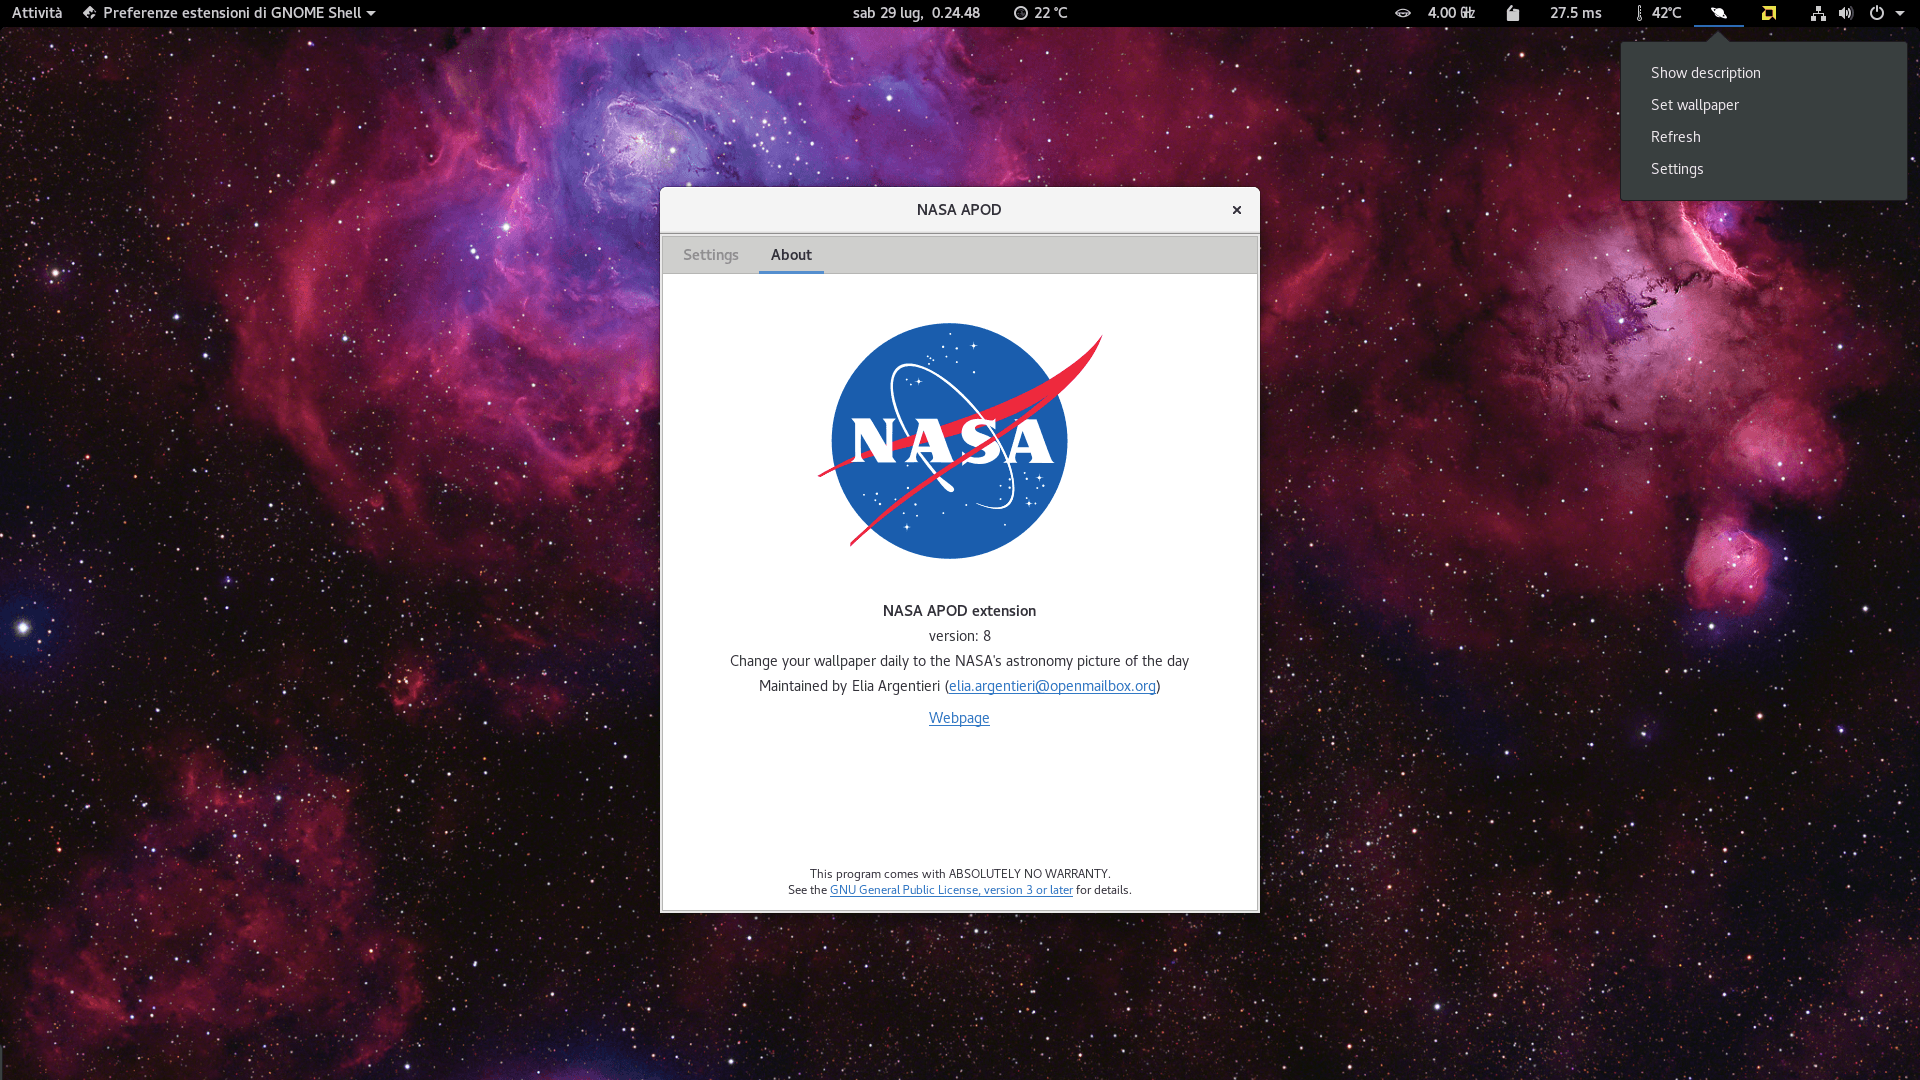 Attività Preferenze estensioni di GNOME Shell sab 29 lug, 0.24.48 22 °C 4.00 27.5 ms 42°C
Show description
Set wallpaper
Refresh
Settings
NASA APOD
Settings About
NASA
NASA APOD extension
version: 8
Change your wallpaper daily to the NASA's astronomy picture of the day
Maintained by Elia Argentieri (elia.argentieri@openmailbox.org)
Webpage
This program comes with ABSOLUTELY NO WARRANTY.
See the GNU General Public License, version 3 or later for details.